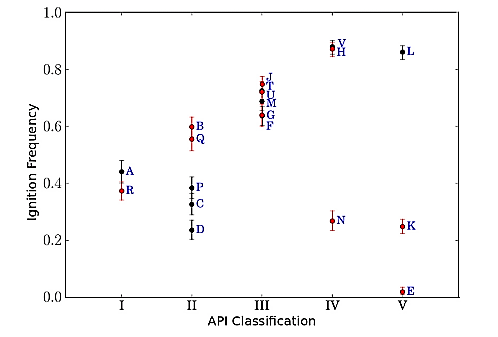 1.0
V
H
L
0.8
J
T
U
M
G
F
0.6
B
Q
A
R
0.4
P
C
D
N
K
0.2
E
0.0
I II III IV V
API Classification
Ignition Frequency